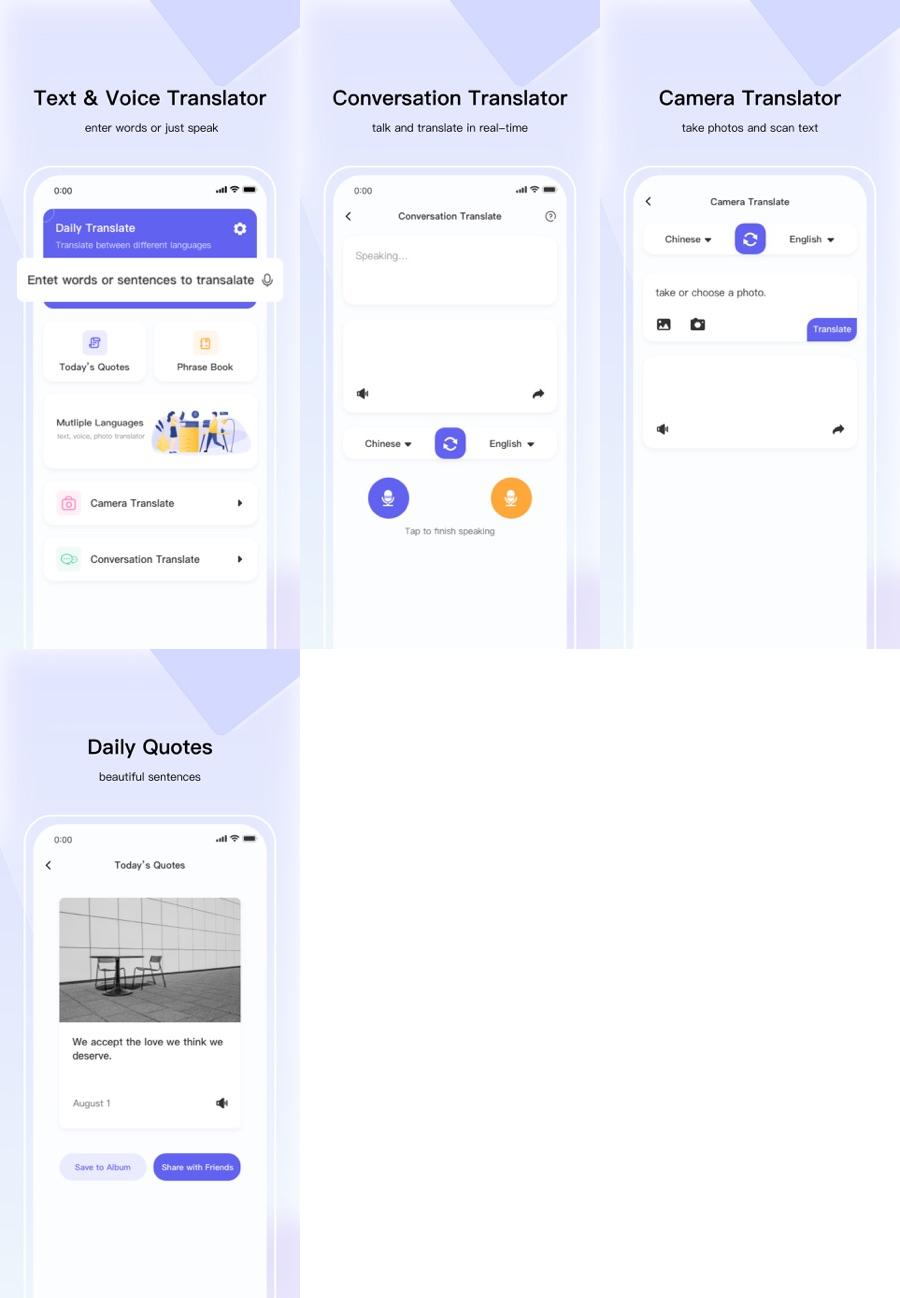 Text & Voice Translator
enter words or just speak
0:00
Daily Translate
Translate between different languages
Entet words or sentences to transalate
Today's Quotes
Phrase Book
Mutliple Languages
text, voice, photo translator
Camera Translate
Conversation Translate
Conversation Translator
talk and translate in real-time
0:00
Conversation Translate
Speaking...
Chinese
English
Tap to finish speaking
Camera Translator
take photos and scan text
Camera Translate
Chinese
English
take or choose a photo.
Translate
Daily Quotes
beautiful sentences
0:00
Today's Quotes
We accept the love we think we
deserve.
August 1
Save to Album
Share with Friends